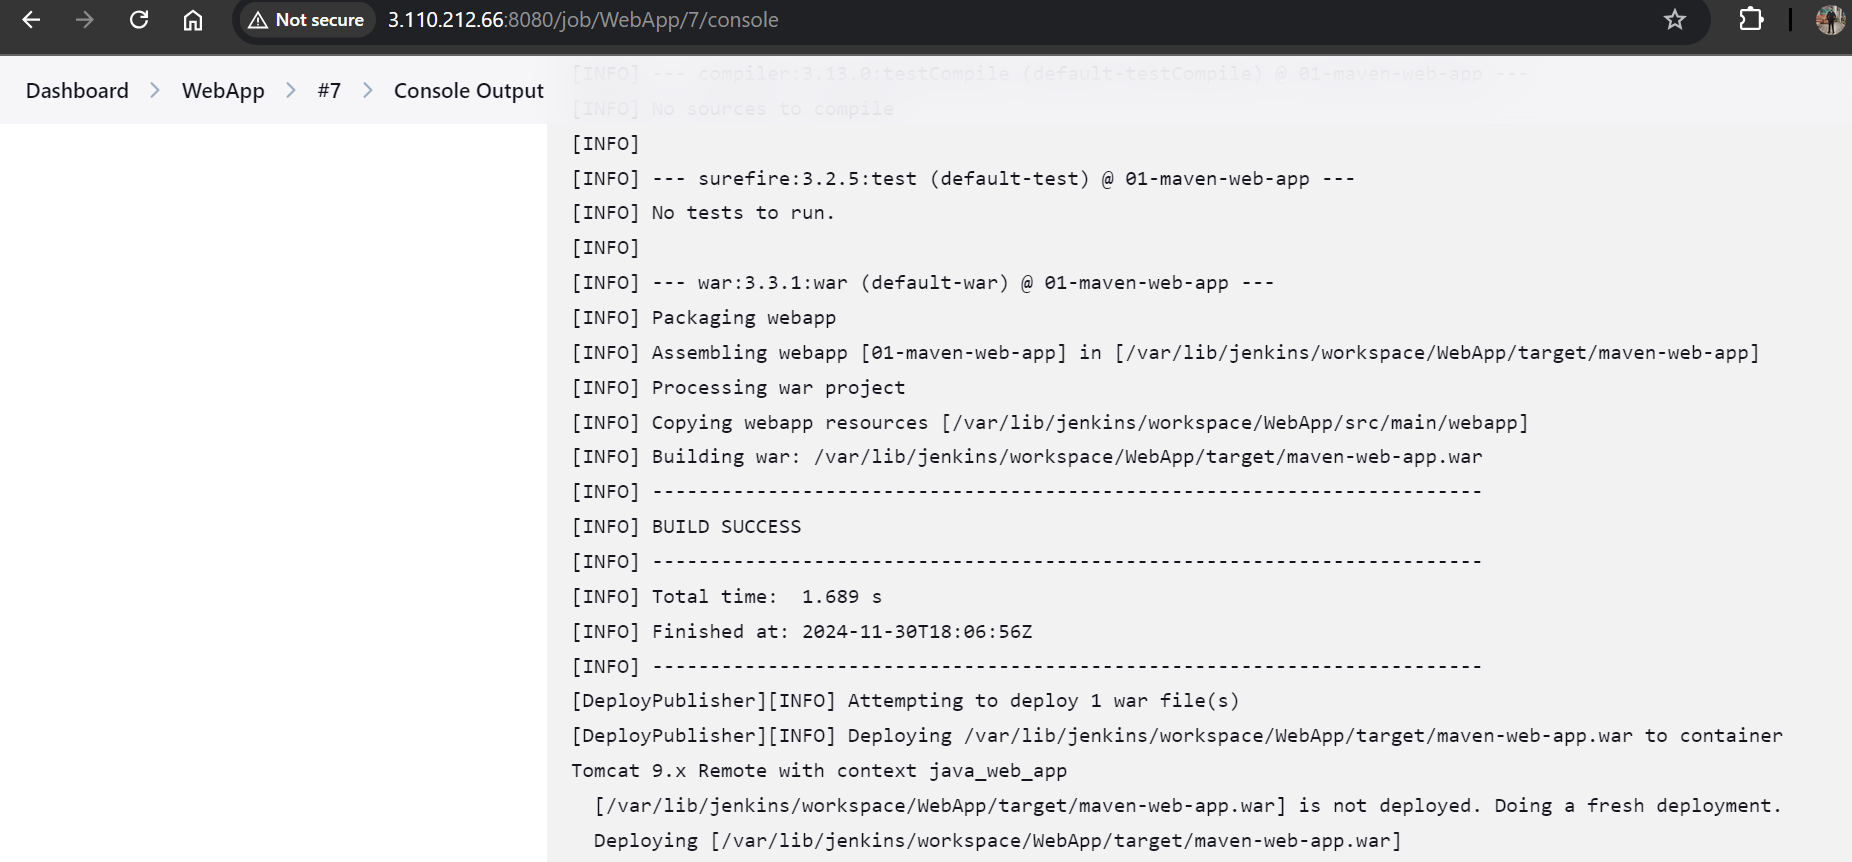 Not secure 3.110.212.66:8080/job/WebApp/7/console
Dashboard > WebApp > #7 > Console Output
[INFO] --- compiler:3.13.0:testCompile (default-testCompile) @ 01-maven-web-app ---
[INFO] No sources to compile
[INFO]
[INFO] --- surefire:3.2.5:test (default-test) @ 01-maven-web-app ---
[INFO] No tests to run.
[INFO]
[INFO] --- war:3.3.1:war (default-war) @ 01-maven-web-app ---
[INFO] Packaging webapp
[INFO] Assembling webapp [01-maven-web-app] in [/var/lib/jenkins/workspace/WebApp/target/maven-web-app]
[INFO] Processing war project
[INFO] Copying webapp resources [/var/lib/jenkins/workspace/WebApp/src/main/webapp]
[INFO] Building war: /var/lib/jenkins/workspace/WebApp/target/maven-web-app.war
[INFO] ------------------------------------------------------------------------
[INFO] BUILD SUCCESS
[INFO] ------------------------------------------------------------------------
[INFO] Total time:  1.689 s
[INFO] Finished at: 2024-11-30T18:06:56Z
[INFO] ------------------------------------------------------------------------
[DeployPublisher][INFO] Attempting to deploy 1 war file(s)
[DeployPublisher][INFO] Deploying /var/lib/jenkins/workspace/WebApp/target/maven-web-app.war to container
Tomcat 9.x Remote with context java_web_app
  [/var/lib/jenkins/workspace/WebApp/target/maven-web-app.war] is not deployed. Doing a fresh deployment.
  Deploying [/var/lib/jenkins/workspace/WebApp/target/maven-web-app.war]